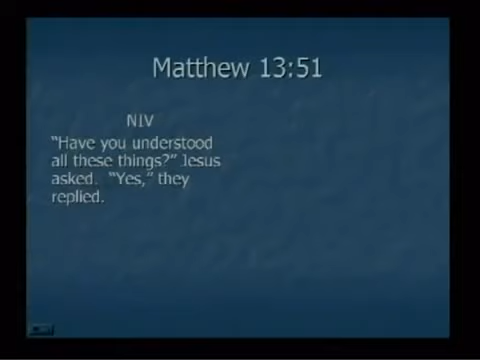 Matthew 13:51
NIV
“Have you understood
all these things?” Jesus
asked.  “Yes,” they
replied.